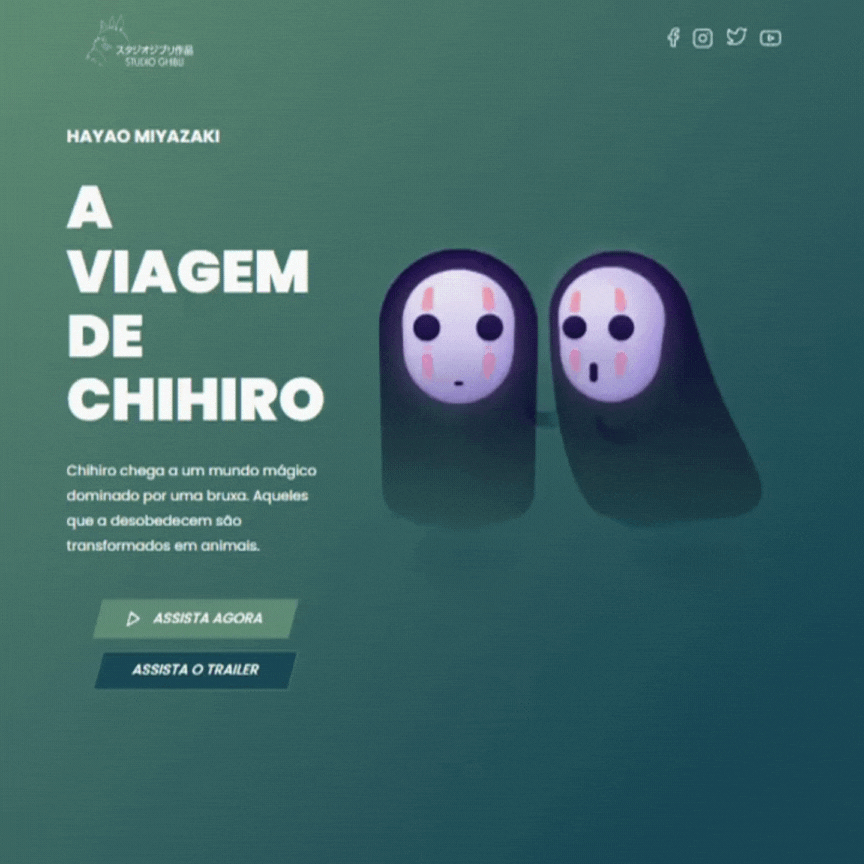 スタジオジブリ作品
STUDIO GHIBLI
HAYAO MIYAZAKI
A
VIAGEM
DE
CHIHIRO
Chihiro chega a um mundo mágico
dominado por uma bruxa. Aqueles
que a desobedecem são
transformados em animais.
ASSISTA AGORA
ASSISTA O TRAILER